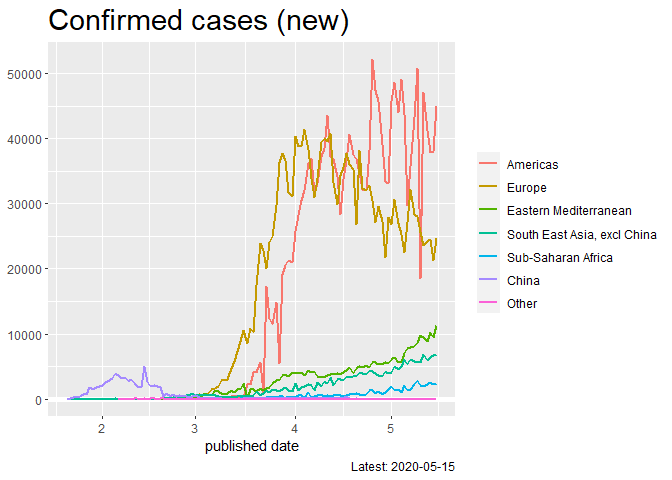 Confirmed cases (new)
50000
40000
30000
20000
10000
0
2 3 4 5
published date
Americas
Europe
Eastern Mediterranean
South East Asia, excl China
Sub-Saharan Africa
China
Other
Latest: 2020-05-15